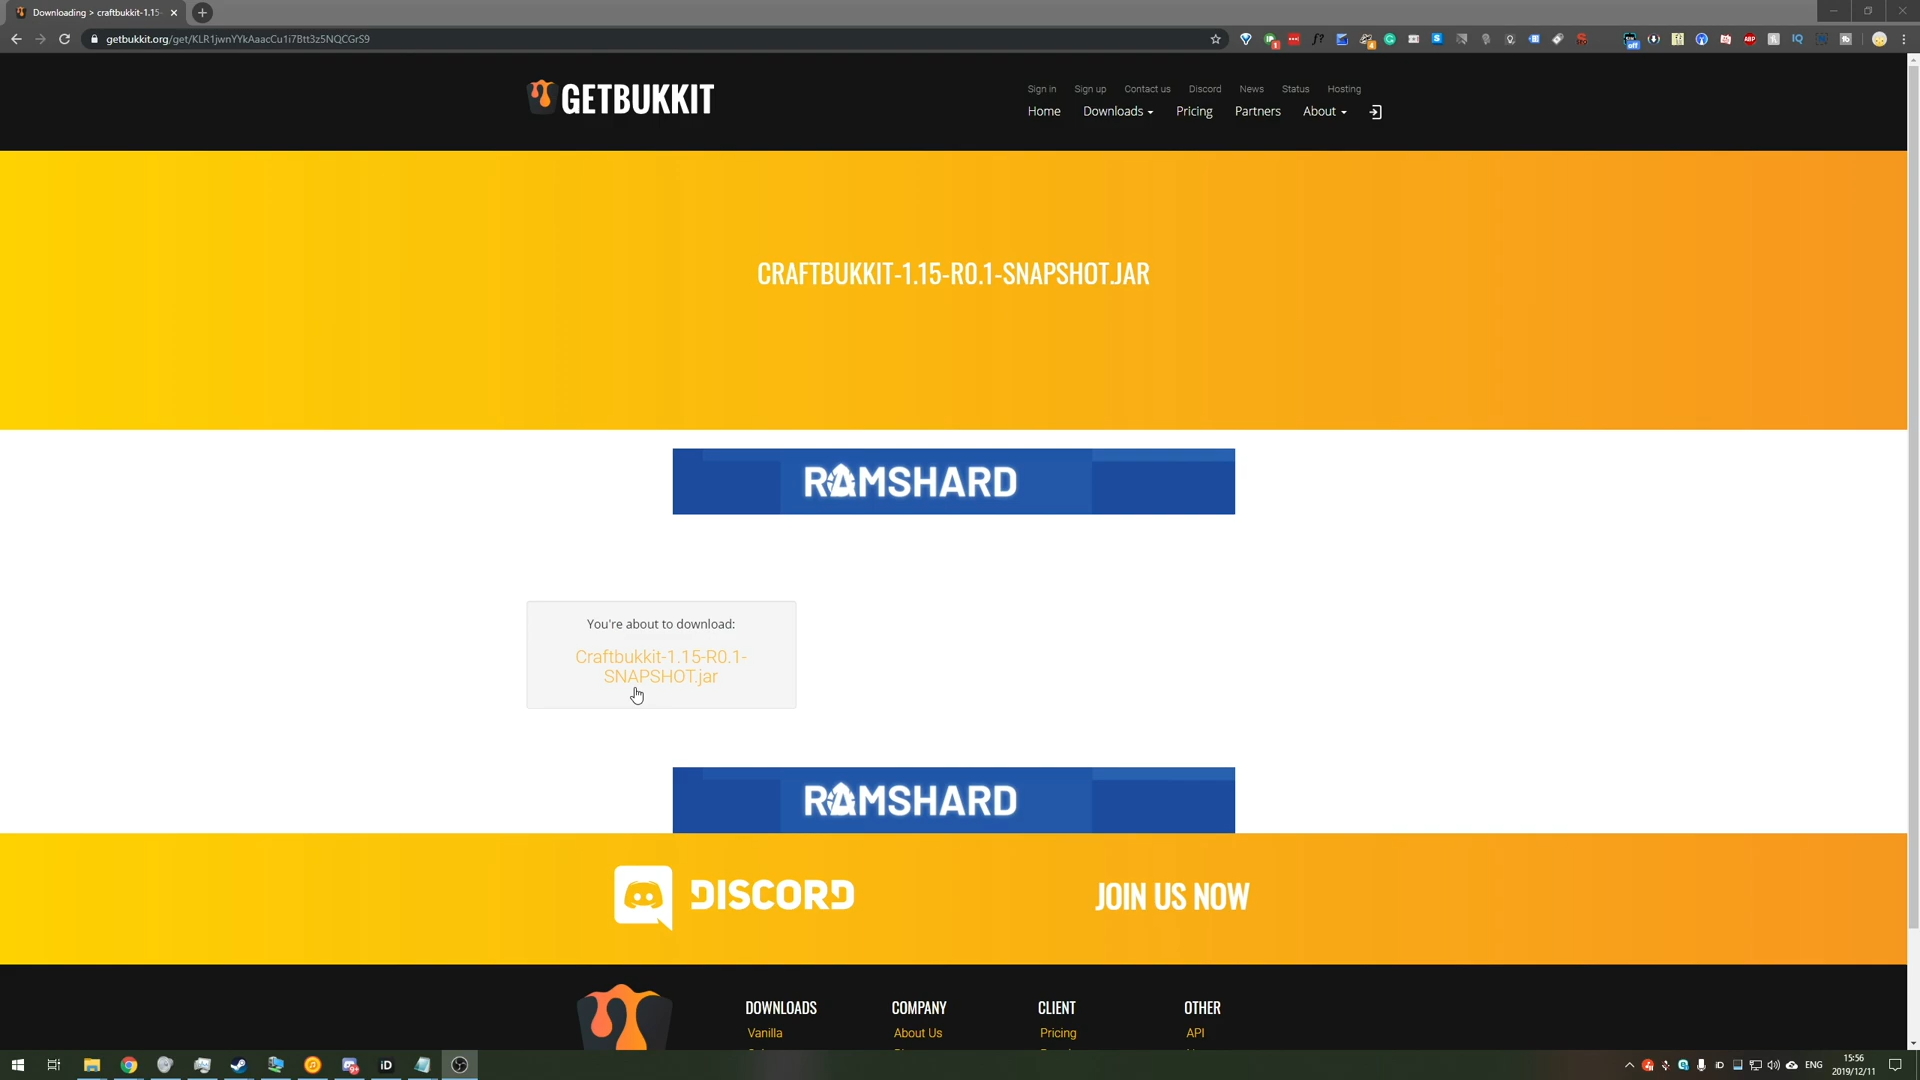 Downloading > craftbukkit-1.15-
getbukkit.org/get/KLR1jwnYYkAaacCu1i7Btt3z5NQCGrS9
GETBUKKIT
Sign in Sign up Contact us Discord News Status Hosting
Home Downloads Pricing Partners About
CRAFTBUKKIT-1.15-R0.1-SNAPSHOT.JAR
RAMSHARD
You're about to download:
Craftbukkit-1.15-R0.1-
SNAPSHOT.jar
RAMSHARD
DISCORD JOIN US NOW
DOWNLOADS COMPANY CLIENT OTHER
Vanilla About Us Pricing API
ENG
15:56
2019/12/11